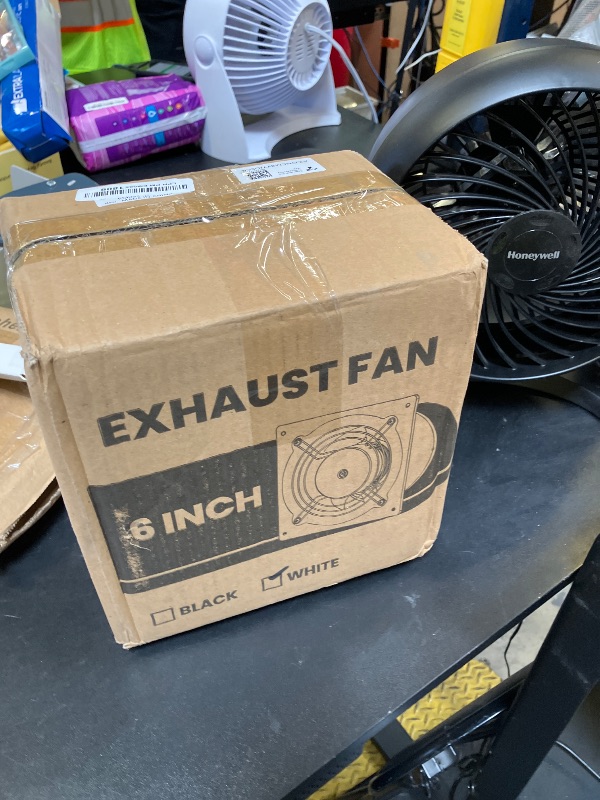 EXHAUST FAN
6 INCH
BLACK
WHITE
Honeywell